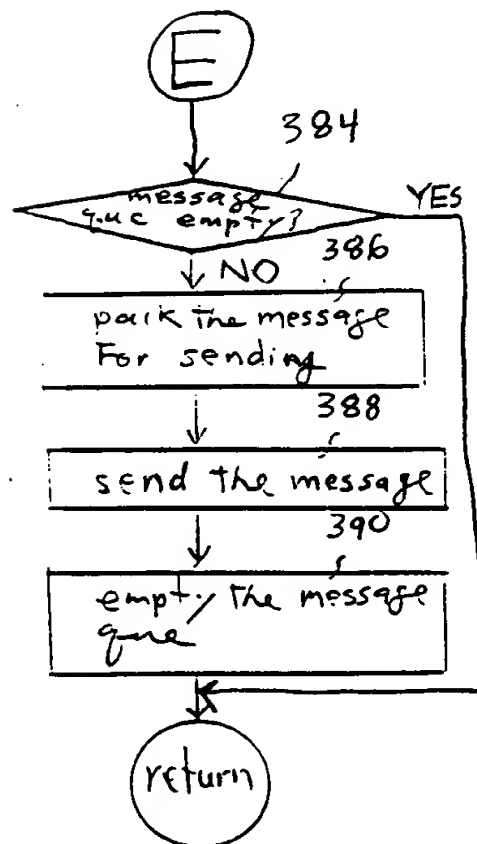 E
384
message
que empty?
YES
NO
386
pack the message
For sending
388
send the message
390
empty the message
que
return